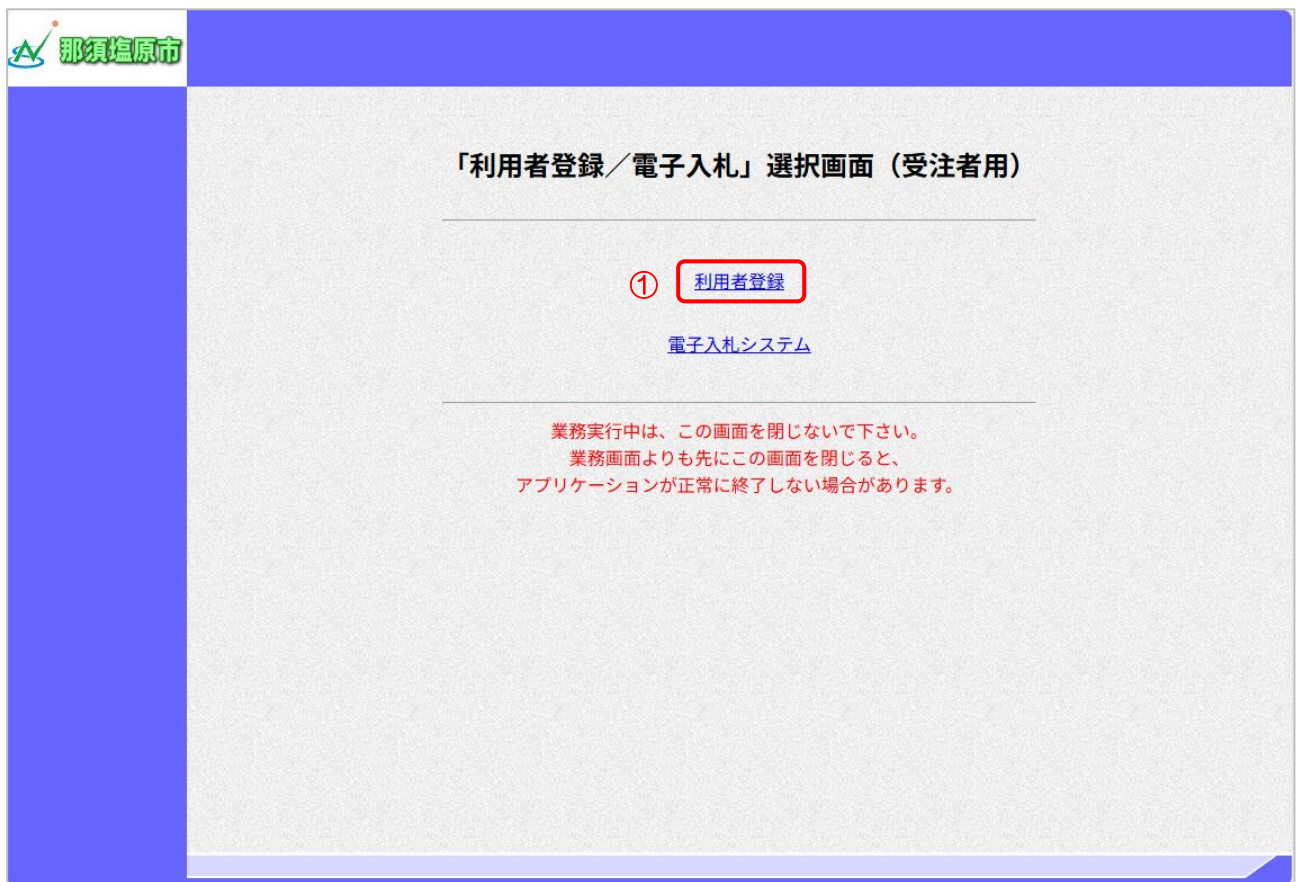 那須塩原市
「利用者登録／電子入札」選択画面（受注者用）
① 利用者登録
電子入札システム
業務実行中は、この画面を閉じないで下さい。
業務画面よりも先にこの画面を閉じると、
アプリケーションが正常に終了しない場合があります。